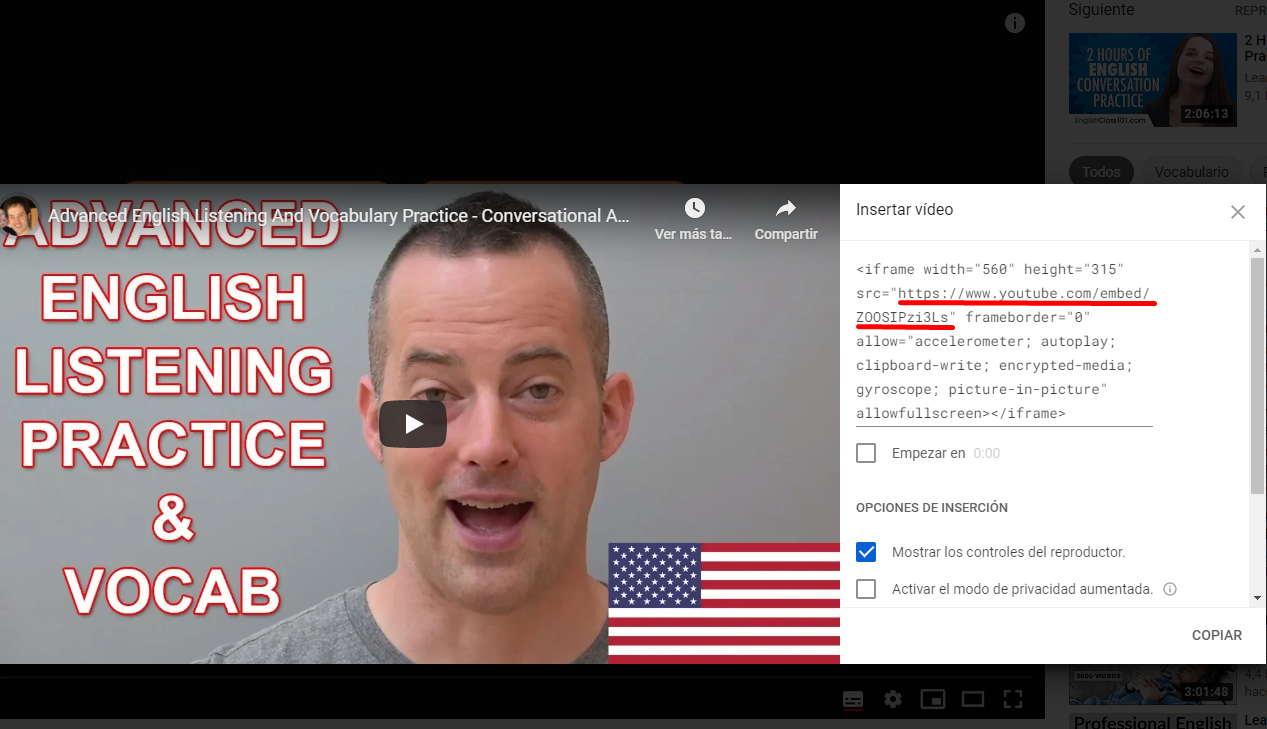 Siguiente
REPR
2 HOURS OF
ENGLISH
CONVERSATION
PRACTICE
EnglishClass101.com
2:06:13
2 H
Pra
Lea
9,1
Todos
Vocabulario
Advanced English Listening And Vocabulary Practice - Conversational A...
Ver más ta...
Compartir
ADVANCED
ENGLISH
LISTENING
PRACTICE
&
VOCAB
Insertar vídeo
<iframe width="560" height="315"
src="https://www.youtube.com/embed/
ZOOSIPzi3Ls" frameborder="0"
allow="accelerometer; autoplay;
clipboard-write; encrypted-media;
gyroscope; picture-in-picture"
allowfullscreen></iframe>
Empezar en 0:00
OPCIONES DE INSERCIÓN
Mostrar los controles del reproductor.
Activar el modo de privacidad aumentada.
COPIAR
5000 WORDS
3:01:48
4,4
hac
Professional English
Lea